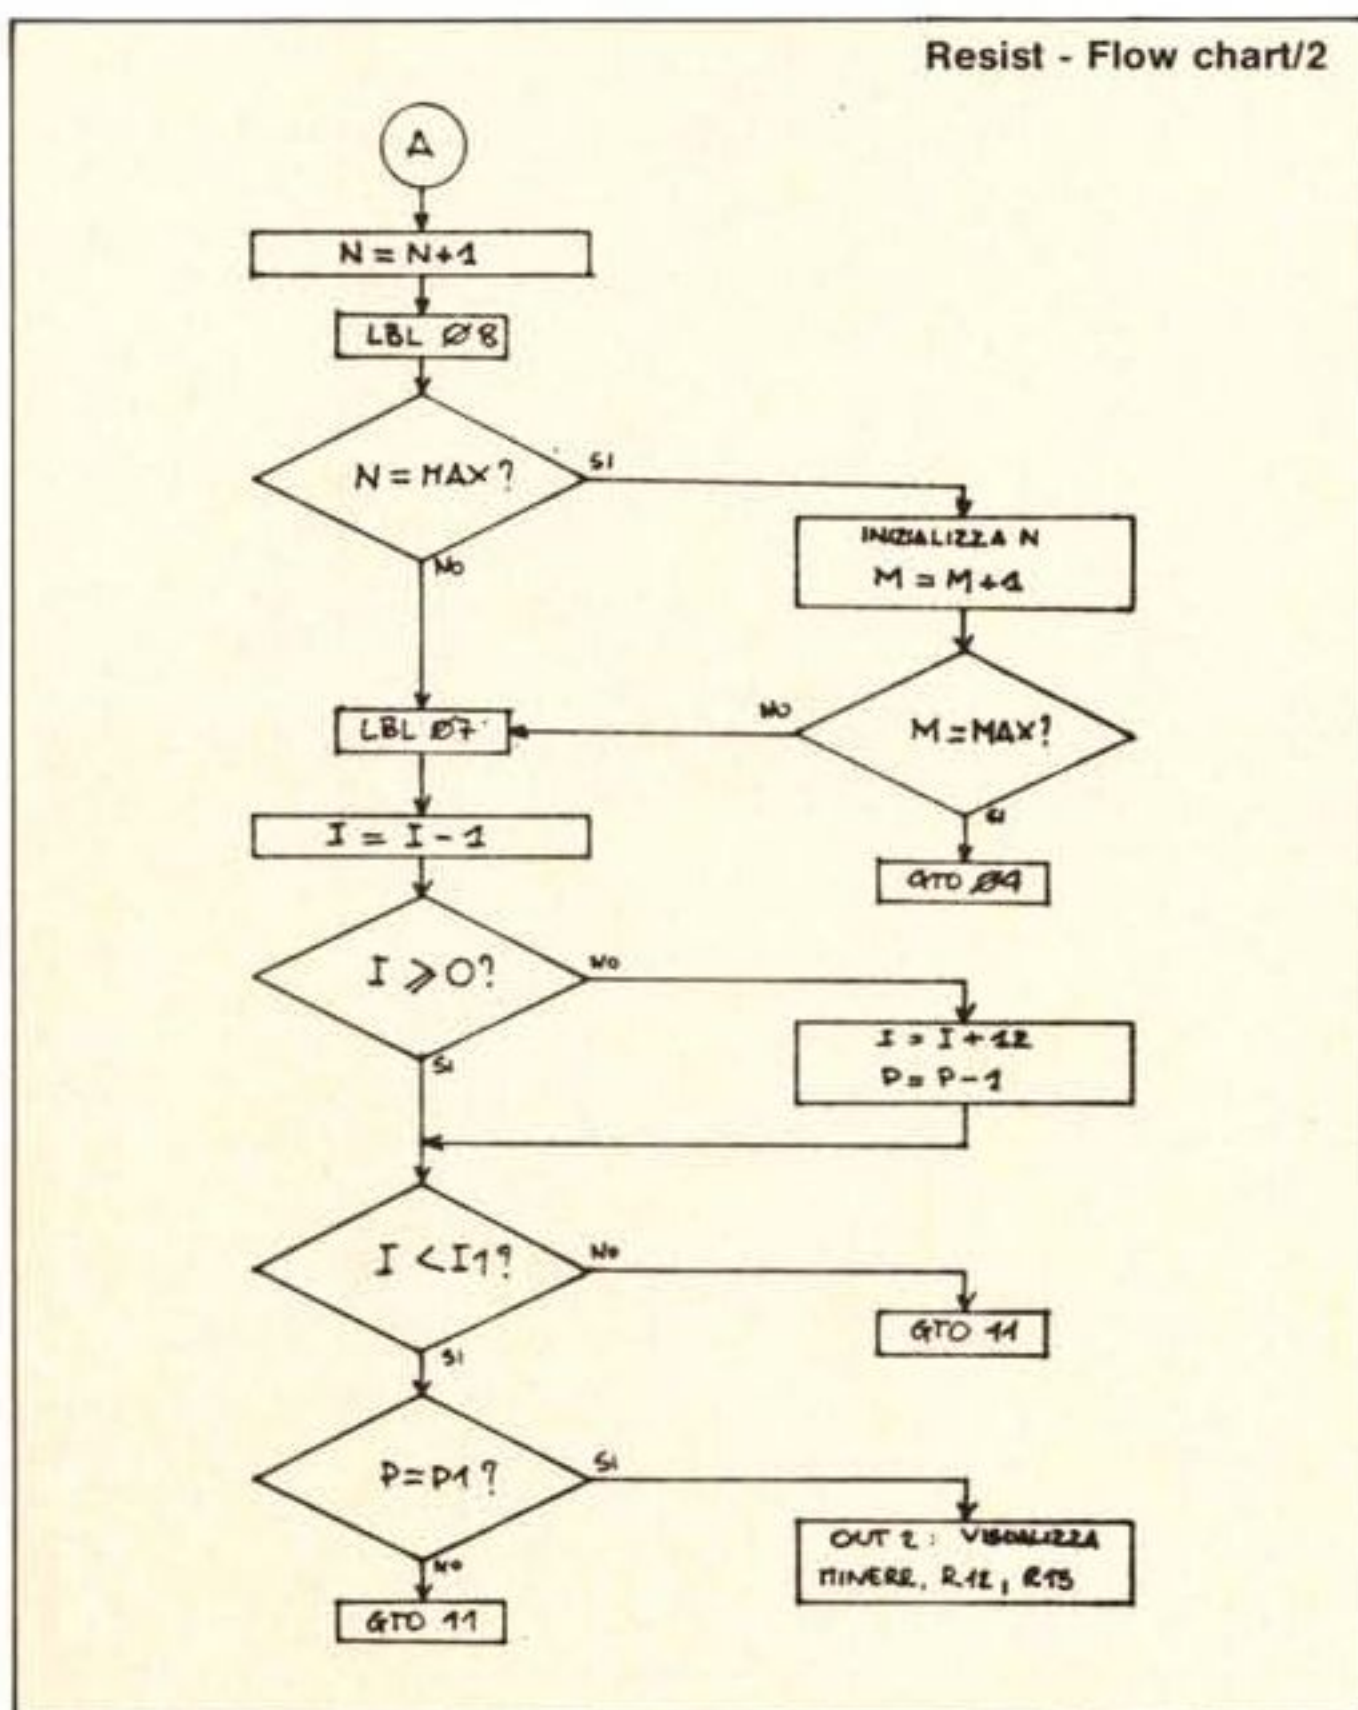 Resist - Flow chart/2
A
N = N+1
LBL Ø8
N = MAX?
SI
NO
INIZIALIZZA N
M = M+1
M = MAX?
NO
SI
LBL Ø7
I = I - 1
GTO
I ⩾ 0?
NO
SI
I = I + 12
P = P - 1
I < I1?
NO
SI
GTO 11
P = P1?
SI
NO
OUT 2: VISUALIZZA
MINERR, R12, R13
GTO 11